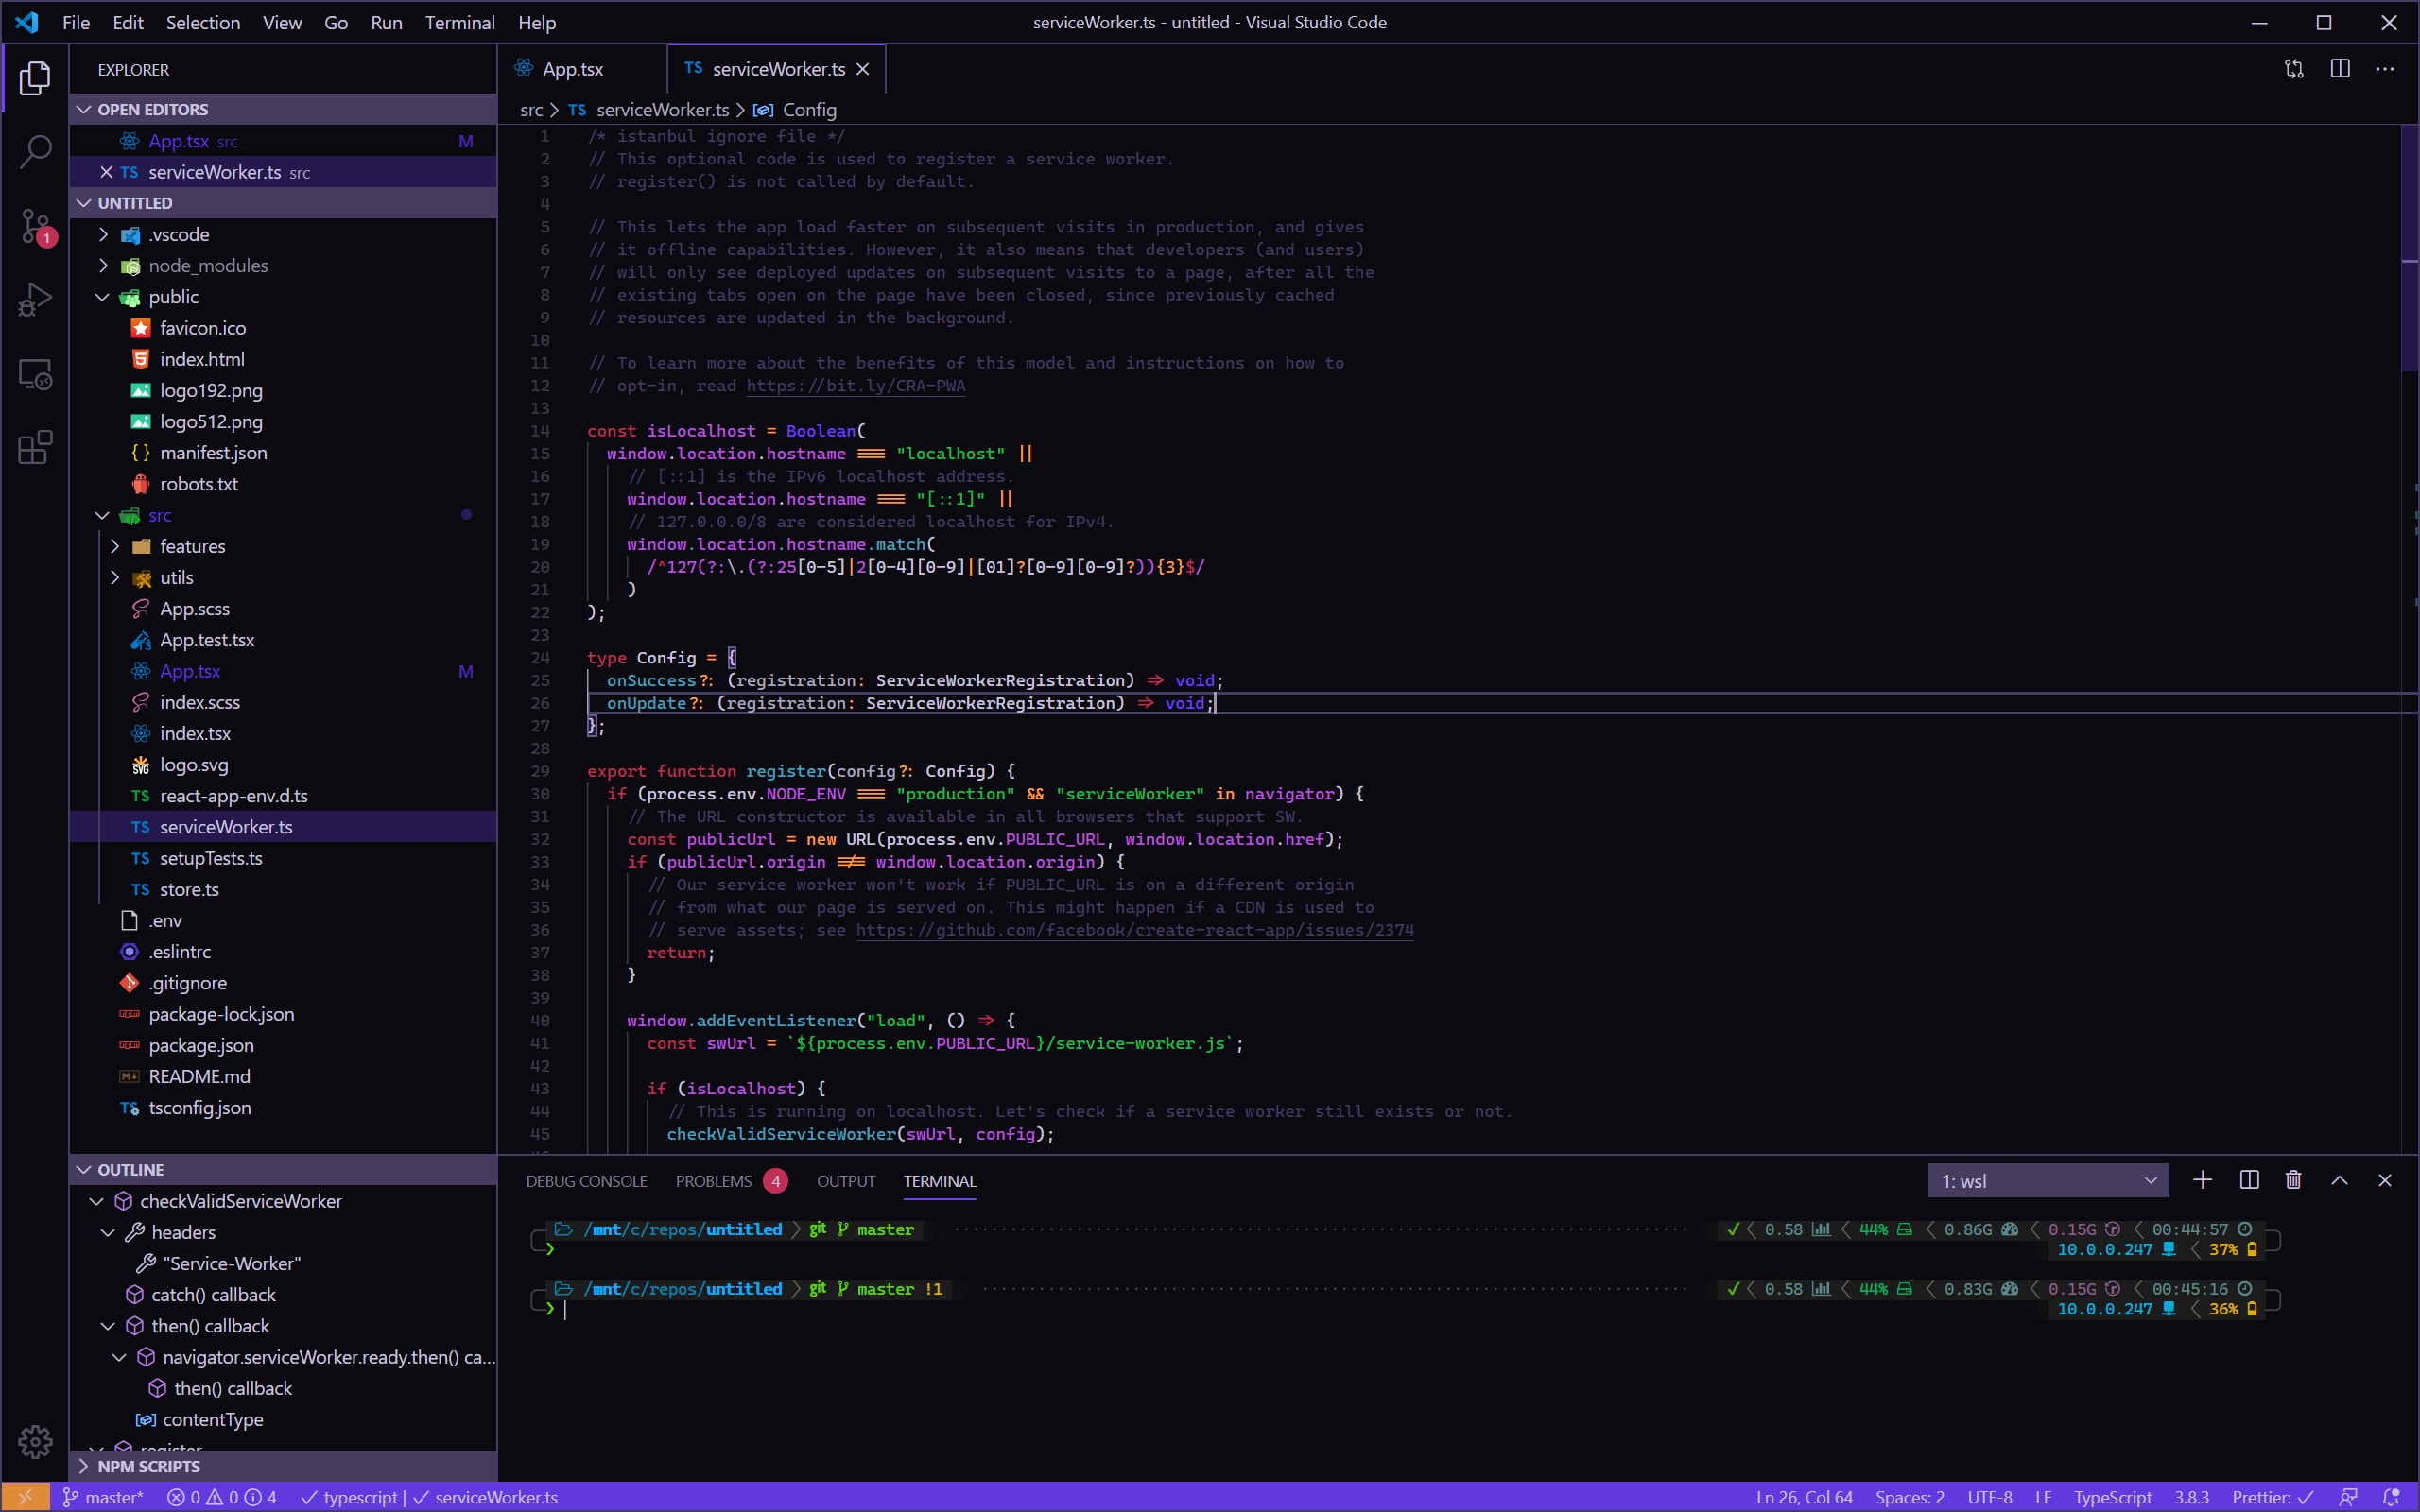 File Edit Selection View Go Run Terminal Help
serviceWorker.ts - untitled - Visual Studio Code
EXPLORER
OPEN EDITORS
App.tsx src M
TS serviceWorker.ts src
UNTITLED
.vscode
node_modules
public
favicon.ico
index.html
logo192.png
logo512.png
{ } manifest.json
robots.txt
src
features
utils
App.scss
App.test.tsx
App.tsx M
index.scss
index.tsx
SVG logo.svg
TS react-app-env.d.ts
TS serviceWorker.ts
TS setupTests.ts
TS store.ts
.env
.eslintrc
.gitignore
package-lock.json
package.json
README.md
TS tsconfig.json
OUTLINE
checkValidServiceWorker
headers
"Service-Worker"
catch() callback
then() callback
navigator.serviceWorker.ready.then() ca...
then() callback
contentType
register
NPM SCRIPTS
1
App.tsx
TS serviceWorker.ts
src > TS serviceWorker.ts > Config
1 /* istanbul ignore file */
2 // This optional code is used to register a service worker.
3 // register() is not called by default.
4
5 // This lets the app load faster on subsequent visits in production, and gives
6 // it offline capabilities. However, it also means that developers (and users)
7 // will only see deployed updates on subsequent visits to a page, after all the
8 // existing tabs open on the page have been closed, since previously cached
9 // resources are updated in the background.
10
11 // To learn more about the benefits of this model and instructions on how to
12 // opt-in, read https://bit.ly/CRA-PWA
13
14 const isLocalhost = Boolean(
15 window.location.hostname === "localhost" ||
16 // [::1] is the IPv6 localhost address.
17 window.location.hostname === "[::1]" ||
18 // 127.0.0.0/8 are considered localhost for IPv4.
19 window.location.hostname.match(
20 /^127(?:\.(?:25[0-5]|2[0-4][0-9]|[01]?[0-9][0-9]?)){3}$/
21 )
22 );
23
24 type Config = {
25 onSuccess?: (registration: ServiceWorkerRegistration) => void;
26 onUpdate?: (registration: ServiceWorkerRegistration) => void;
27 };
28
29 export function register(config?: Config) {
30 if (process.env.NODE_ENV === "production" && "serviceWorker" in navigator) {
31 // The URL constructor is available in all browsers that support SW.
32 const publicUrl = new URL(process.env.PUBLIC_URL, window.location.href);
33 if (publicUrl.origin !== window.location.origin) {
34 // Our service worker won't work if PUBLIC_URL is on a different origin
35 // from what our page is served on. This might happen if a CDN is used to
36 // serve assets; see https://github.com/facebook/create-react-app/issues/2374
37 return;
38 }
39
40 window.addEventListener("load", () => {
41 const swUrl = `${process.env.PUBLIC_URL}/service-worker.js`;
42
43 if (isLocalhost) {
44 // This is running on localhost. Let's check if a service worker still exists or not.
45 checkValidServiceWorker(swUrl, config);
DEBUG CONSOLE PROBLEMS 4 OUTPUT TERMINAL
1: wsl
/mnt/c/repos/untitled > git master ✓ < 0.58 < 44% < 0.86G < 0.15G < 00:44:57
❯ 10.0.0.247 < 37%
/mnt/c/repos/untitled > git master !1 ✓ < 0.58 < 44% < 0.83G < 0.15G < 00:45:16
❯ 10.0.0.247 < 36%
master* 0 0 4 ✓ typescript | ✓ serviceWorker.ts
Ln 26, Col 64 Spaces: 2 UTF-8 LF TypeScript 3.8.3 Prettier: ✓